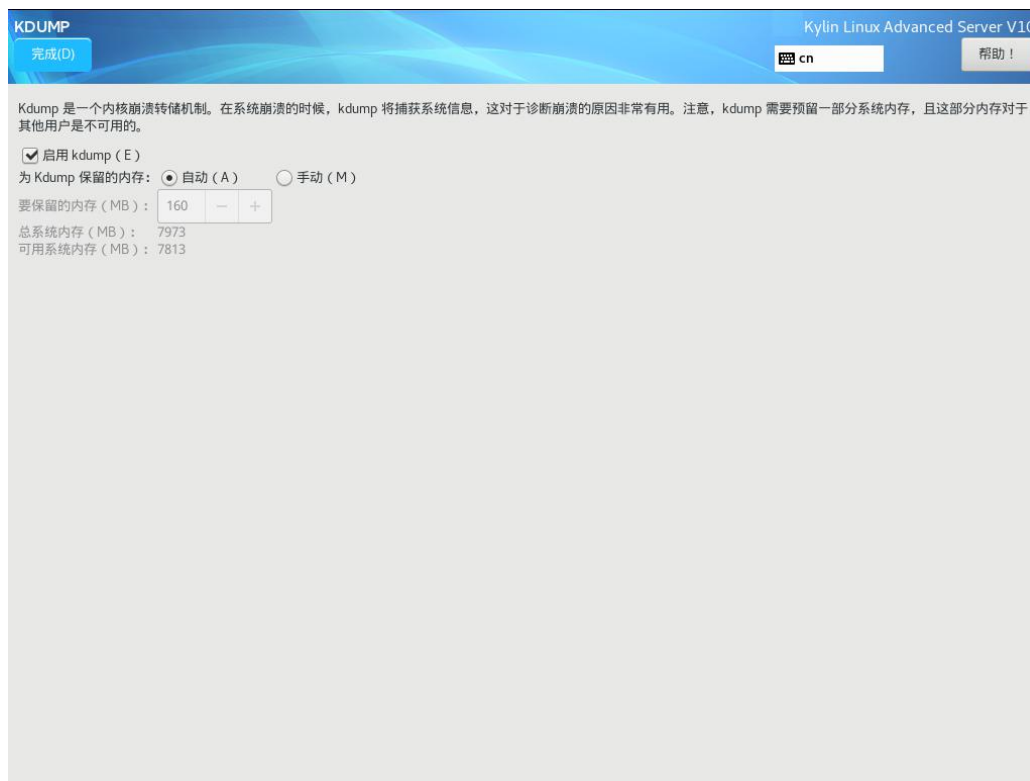 KDUMP
Kylin Linux Advanced Server V10
完成(D)
cn
帮助！
Kdump 是一个内核崩溃转储机制。在系统崩溃的时候，kdump 将捕获系统信息，这对于诊断崩溃的原因非常有用。注意，kdump 需要预留一部分系统内存，且这部分内存对于
其他用户是不可用的。
启用 kdump（E）
为 Kdump 保留的内存： 自动（A） 手动（M）
要保留的内存（MB）： 160 − +
总系统内存（MB）： 7973
可用系统内存（MB）： 7813